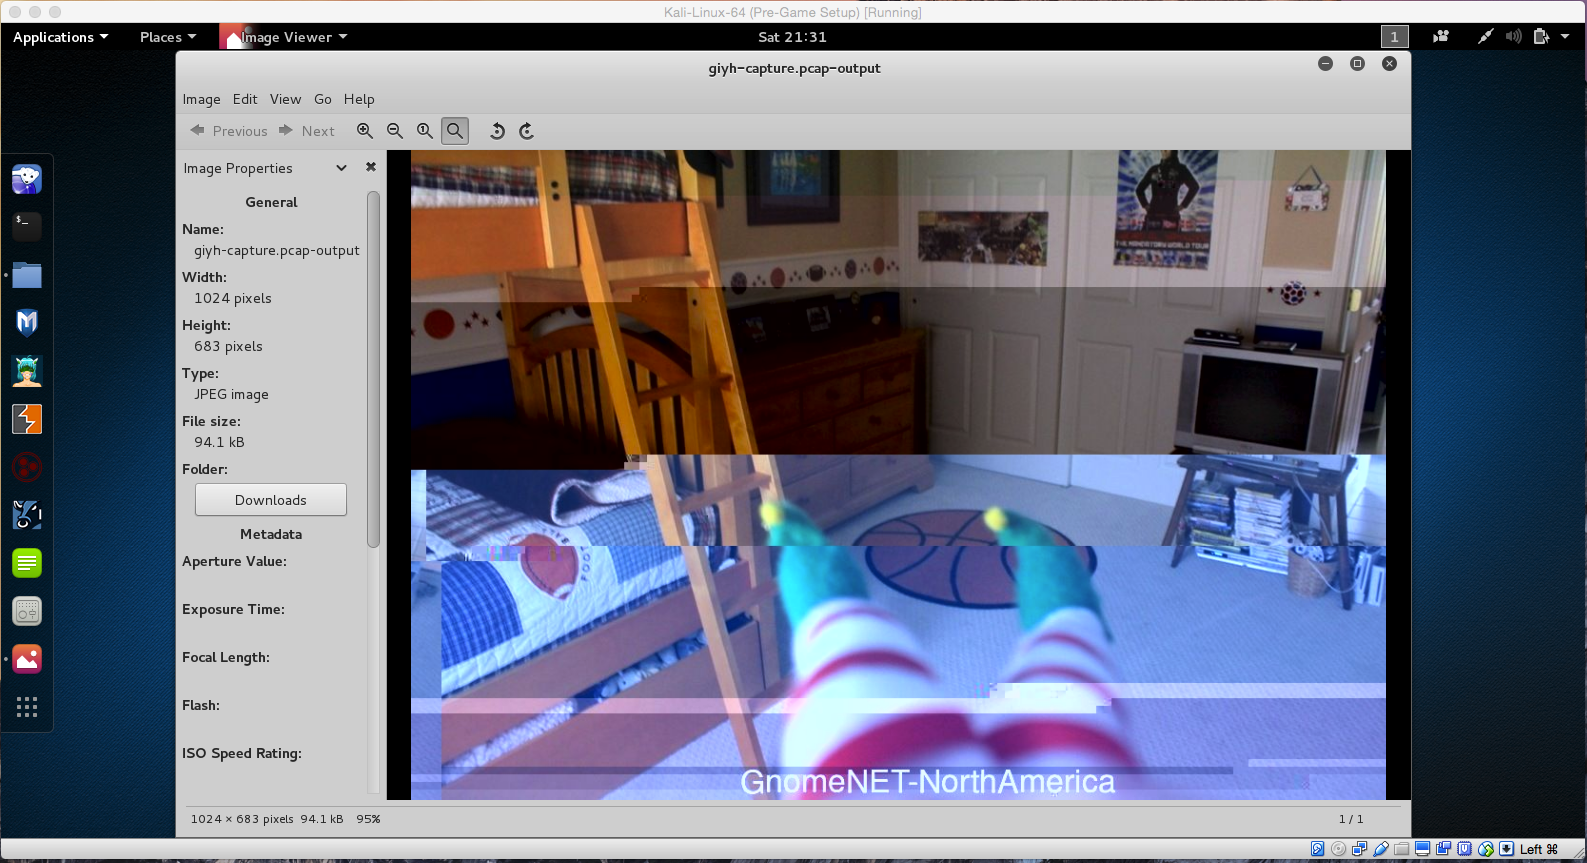 Kali-Linux-64 (Pre-Game Setup) [Running]
Applications Places Image Viewer Sat 21:31 1
giyh-capture.pcap-output
Image Edit View Go Help
Previous Next
Image Properties
General
Name:
giyh-capture.pcap-output
Width:
1024 pixels
Height:
683 pixels
Type:
JPEG image
File size:
94.1 kB
Folder:
Downloads
Metadata
Aperture Value:
Exposure Time:
Focal Length:
Flash:
ISO Speed Rating:
GnomeNET-NorthAmerica
1024 × 683 pixels 94.1 kB 95% 1 / 1
Left ⌘